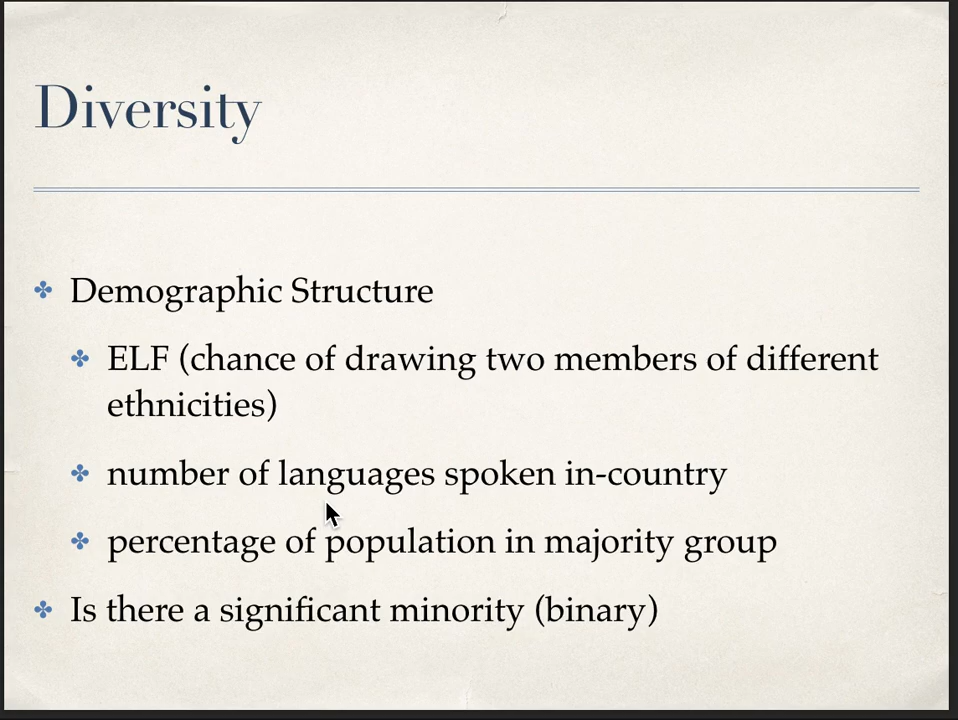 Diversity
Demographic Structure
ELF (chance of drawing two members of different
ethnicities)
number of languages spoken in-country
percentage of population in majority group
Is there a significant minority (binary)